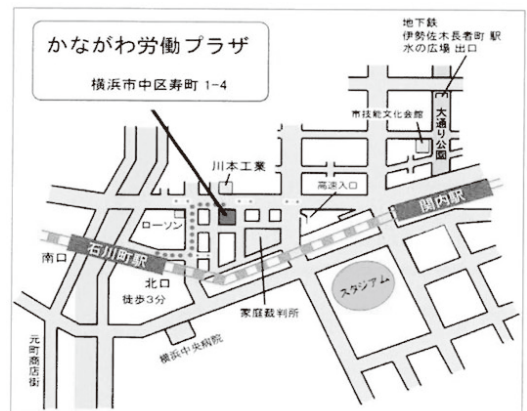 かながわ労働プラザ
横浜市中区寿町 1-4
地下鉄
伊勢佐木長者町 駅
水の広場 出口
市技能文化会館
大通り公園
川本工業
高速入口
関内駅
ローソン
石川町駅
南口
北口
徒歩3分
スタジアム
家庭裁判所
横浜中央病院
元町商店街